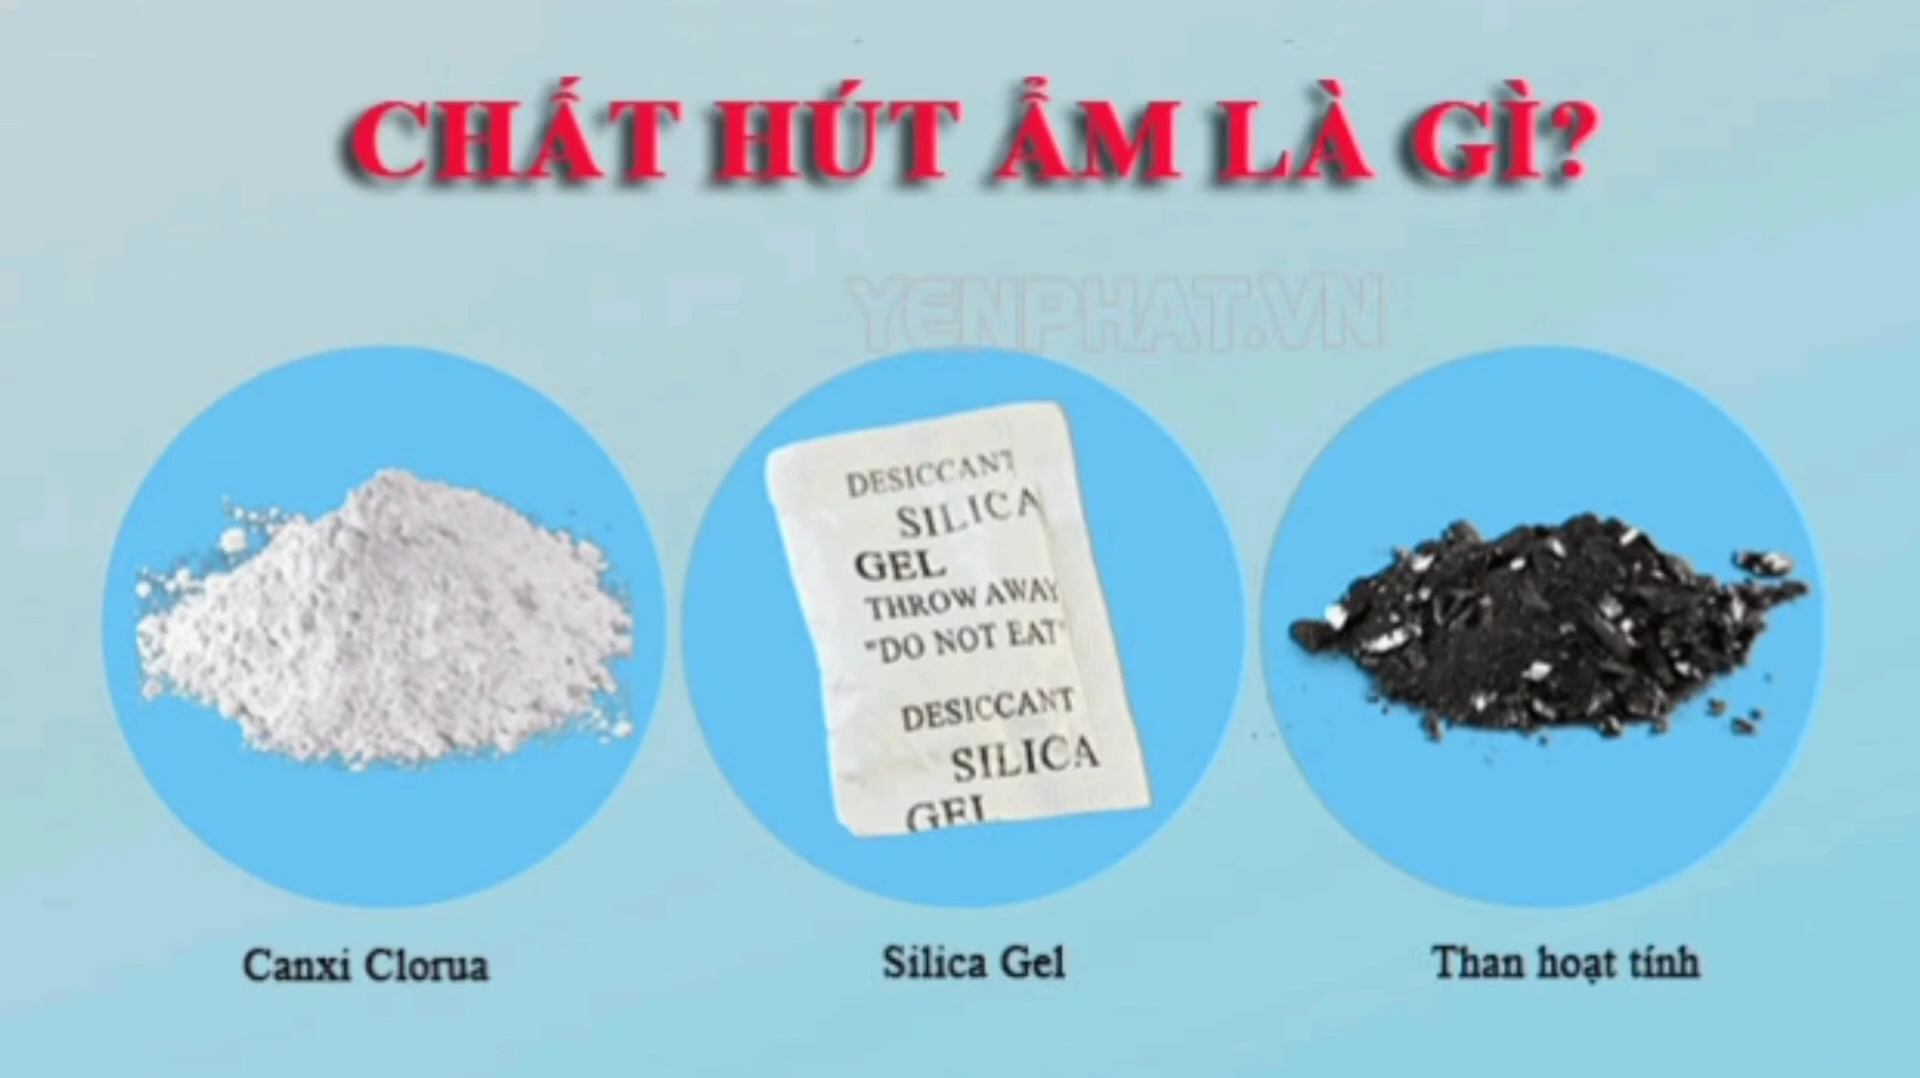 CHẤT HÚT ẨM LÀ GÌ?
YENPHAT.VN
DESICCANT
SILICA
GEL
THROW AWAY
"DO NOT EAT"
DESICCANT
SILICA
GEL
Canxi Clorua
Silica Gel
Than hoạt tính